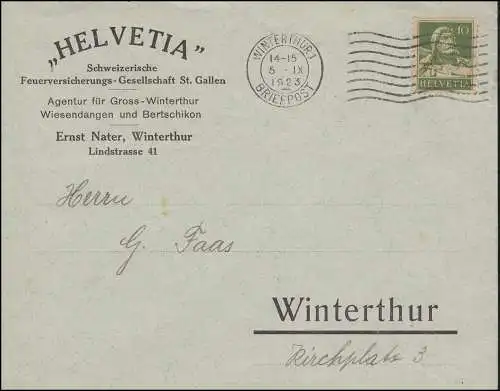 „HELVETIA"
Schweizerische
Feuerversicherungs-Gesellschaft St. Gallen
Agentur für Gross-Winterthur
Wiesendangen und Bertschikon
Ernst Nater, Winterthur
Lindstrasse 41
WINTERTHUR 1
14-15
5 - IX
1923
BRIEFPOST
10
HELVETIA
Herrn
G. Faas
Winterthur
Kirchplatz 3